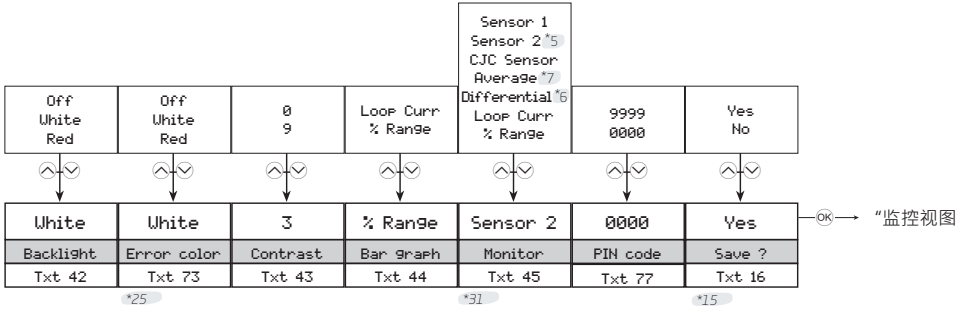 Sensor 1
Sensor 2 *5
CJC Sensor
Average *7
Differential *6
Loop Curr
% Range
Off
White
Red
Off
White
Red
0
9
Loop Curr
% Range
9999
0000
Yes
No
White White 3 % Range Sensor 2 0000 Yes OK "监控视图
Backlight Error color Contrast Bar graph Monitor PIN code Save ?
Txt 42 Txt 73 Txt 43 Txt 44 Txt 45 Txt 77 Txt 16
*25 *31 *15